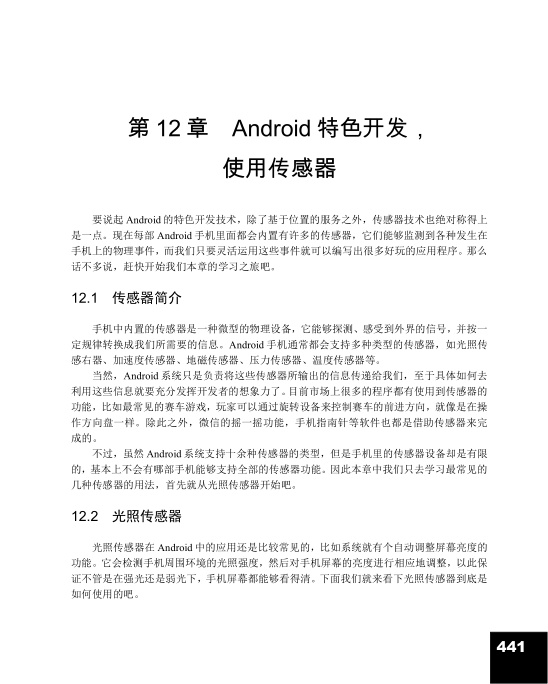 第 12 章 Android 特色开发，
使用传感器
要说起 Android 的特色开发技术，除了基于位置的服务之外，传感器技术也绝对称得上
是一点。现在每部 Android 手机里面都会内置有许多的传感器，它们能够监测到各种发生在
手机上的物理事件，而我们只要灵活运用这些事件就可以编写出很多好玩的应用程序。那么
话不多说，赶快开始我们本章的学习之旅吧。
12.1 传感器简介
手机中内置的传感器是一种微型的物理设备，它能够探测、感受到外界的信号，并按一
定规律转换成我们所需要的信息。Android 手机通常都会支持多种类型的传感器，如光照传
感右器、加速度传感器、地磁传感器、压力传感器、温度传感器等。
当然，Android 系统只是负责将这些传感器所输出的信息传递给我们，至于具体如何去
利用这些信息就要充分发挥开发者的想象力了。目前市场上很多的程序都有使用到传感器的
功能，比如最常见的赛车游戏，玩家可以通过旋转设备来控制赛车的前进方向，就像是在操
作方向盘一样。除此之外，微信的摇一摇功能，手机指南针等软件也都是借助传感器来完
成的。
不过，虽然 Android 系统支持十余种传感器的类型，但是手机里的传感器设备却是有限
的，基本上不会有哪部手机能够支持全部的传感器功能。因此本章中我们只去学习最常见的
几种传感器的用法，首先就从光照传感器开始吧。
12.2 光照传感器
光照传感器在 Android 中的应用还是比较常见的，比如系统就有个自动调整屏幕亮度的
功能。它会检测手机周围环境的光照强度，然后对手机屏幕的亮度进行相应地调整，以此保
证不管是在强光还是弱光下，手机屏幕都能够看得清。下面我们就来看下光照传感器到底是
如何使用的吧。
441